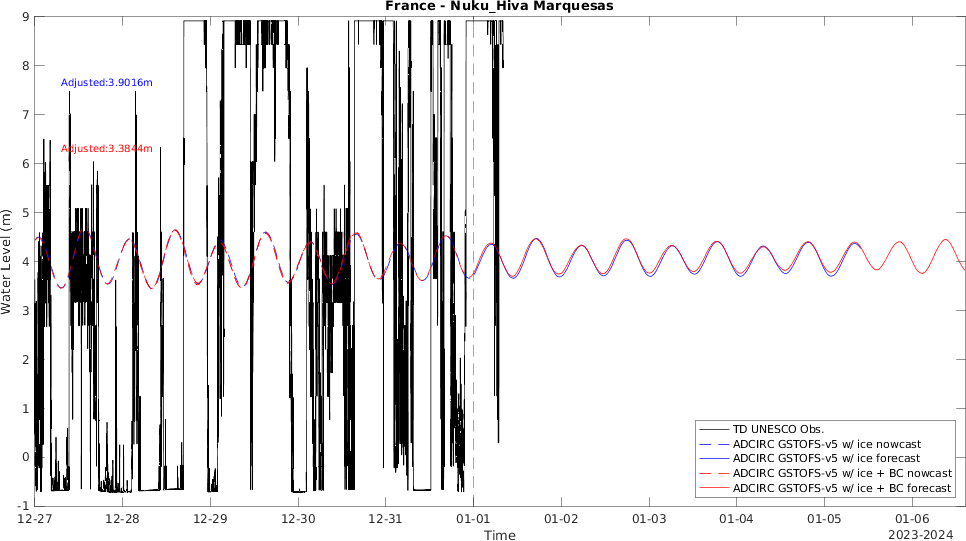 France - Nuku_Hiva Marquesas
Water Level (m)
9
8
7
6
5
4
3
2
1
0
-1
Adjusted:3.9016m
Adjusted:3.3844m
TD UNESCO Obs.
ADCIRC GSTOFS-v5 w/ ice nowcast
ADCIRC GSTOFS-v5 w/ ice forecast
ADCIRC GSTOFS-v5 w/ ice + BC nowcast
ADCIRC GSTOFS-v5 w/ ice + BC forecast
12-27 12-28 12-29 12-30 12-31 01-01 01-02 01-03 01-04 01-05 01-06
Time
2023-2024